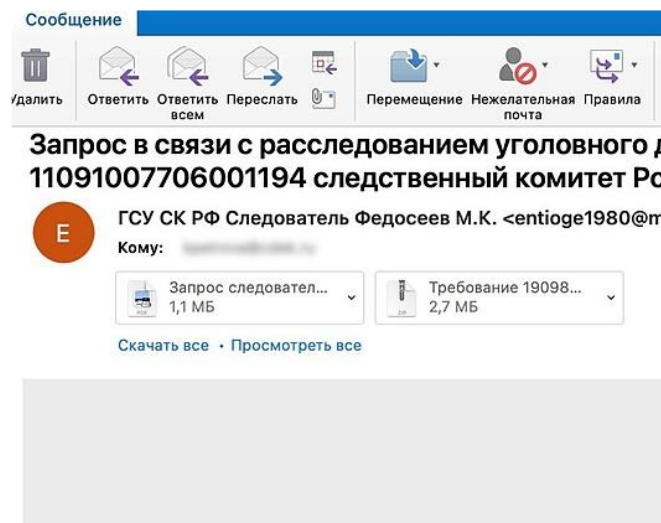 Сообщение
Удалить
Ответить Ответить всем Переслать
Перемещение Нежелательная почта Правила
Запрос в связи с расследованием уголовного д
11091007706001194 следственный комитет Ро
E
ГСУ СК РФ Следователь Федосеев М.К. <entioge1980@m
Кому:
Запрос следовател...
1,1 МБ
Требование 19098...
2,7 МБ
Скачать все • Просмотреть все